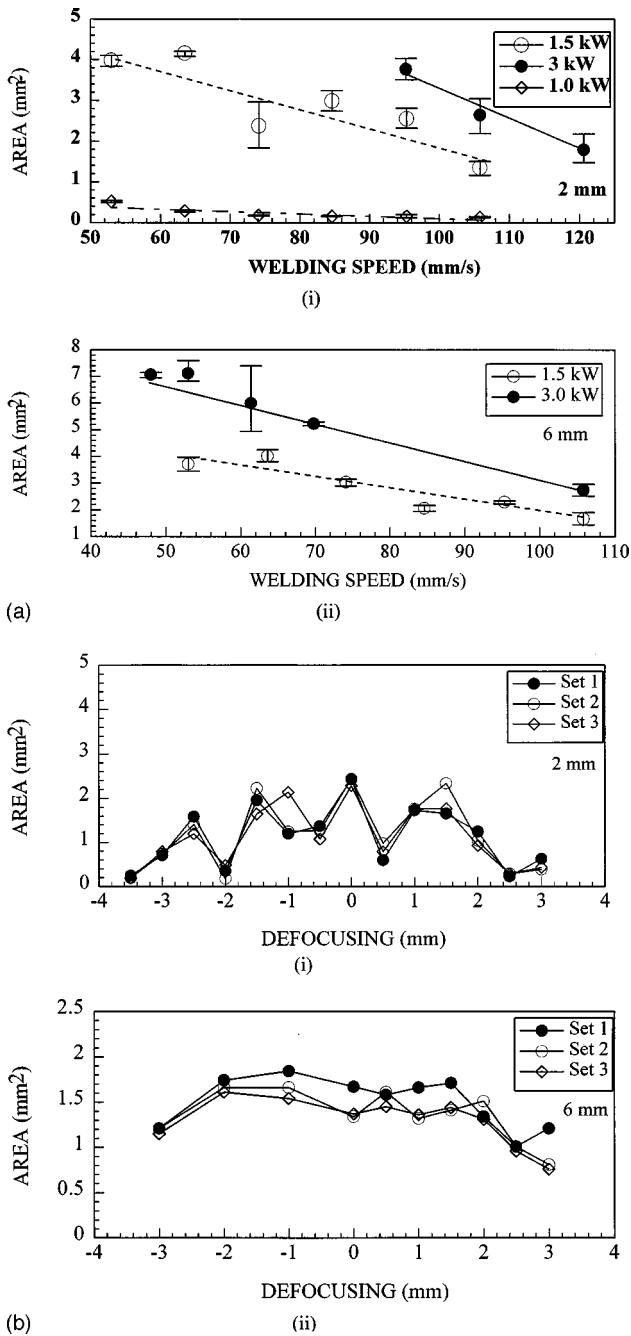 5
4
3
2
1
0
AREA (mm2)
1.5 kW
3 kW
1.0 kW
2 mm
50 60 70 80 90 100 110 120
WELDING SPEED (mm/s)
(i)
8
7
6
5
4
3
2
1
AREA (mm2)
1.5 kW
3.0 kW
6 mm
40 50 60 70 80 90 100 110
WELDING SPEED (mm/s)
(a)
(ii)
5
4
3
2
1
0
AREA (mm2)
Set 1
Set 2
Set 3
2 mm
-4 -3 -2 -1 0 1 2 3 4
DEFOCUSING (mm)
(i)
2.5
2
1.5
1
0.5
0
AREA (mm2)
Set 1
Set 2
Set 3
6 mm
-4 -3 -2 -1 0 1 2 3 4
DEFOCUSING (mm)
(b)
(ii)